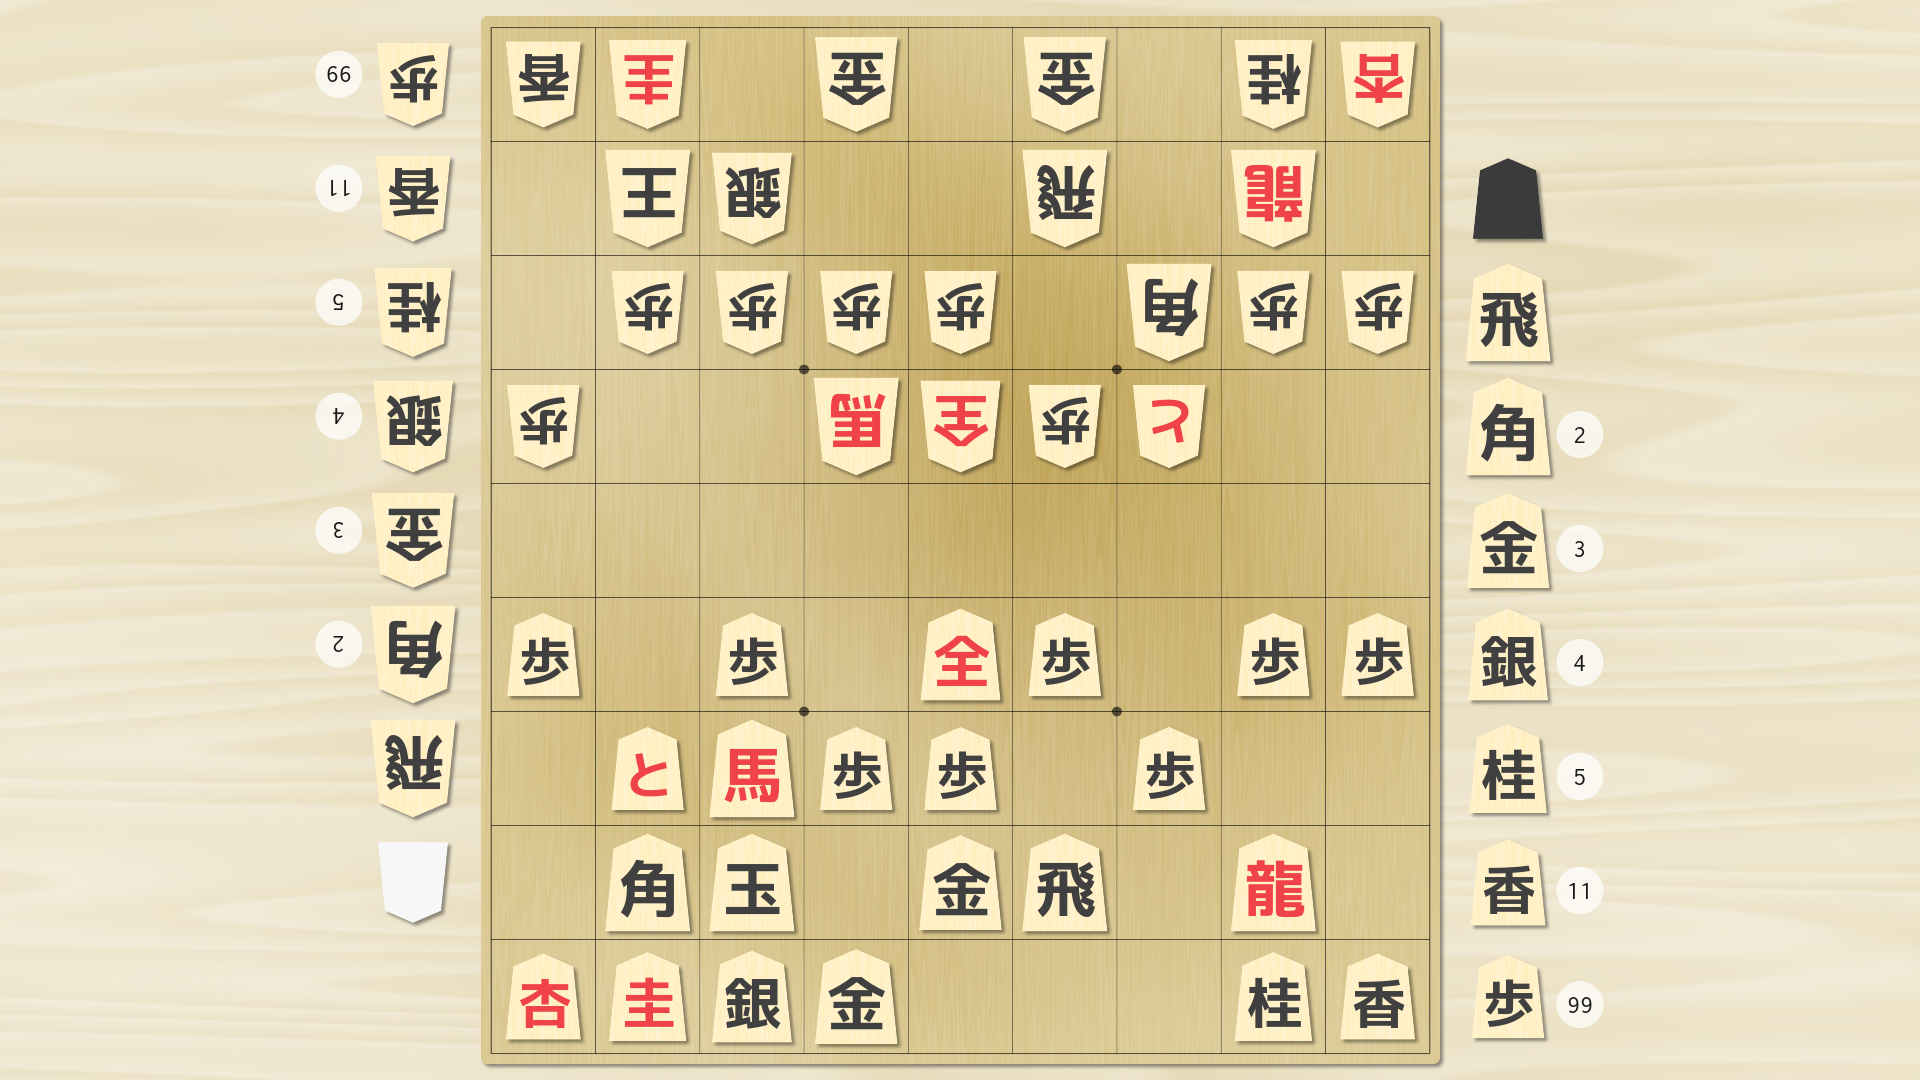 99 歩 香 圭 金 金 桂 杏
11 香 王 銀 飛 龍
5 桂 歩 歩 歩 歩 角 歩 歩 飛
4 銀 歩 馬 全 歩 と 角 2
3 金 金 3
2 角 歩 歩 全 歩 歩 歩 銀 4
飛 と 馬 歩 歩 歩 桂 5
角 玉 金 飛 龍 香 11
杏 圭 銀 金 桂 香 歩 99